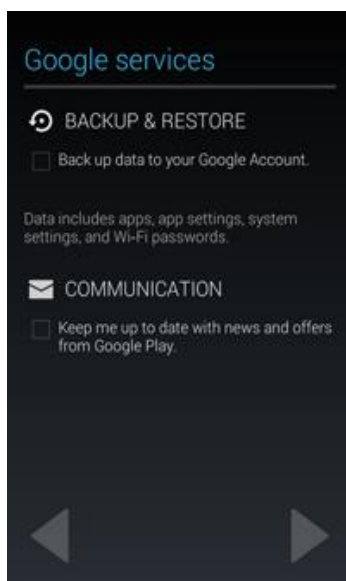 Google services
BACKUP & RESTORE
Back up data to your Google Account.
Data includes apps, app settings, system
settings, and Wi-Fi passwords.
COMMUNICATION
Keep me up to date with news and offers
from Google Play.